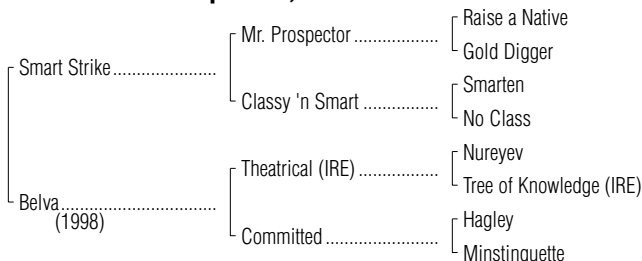 Raise a Native
Mr. Prospector ..................
Gold Digger
Smart Strike ......................
Smarten
Classy 'n Smart ................
No Class
Nureyev
Theatrical (IRE) .................
Tree of Knowledge (IRE)
Belva.................................
(1998)
Hagley
Committed ........................
Minstinguette